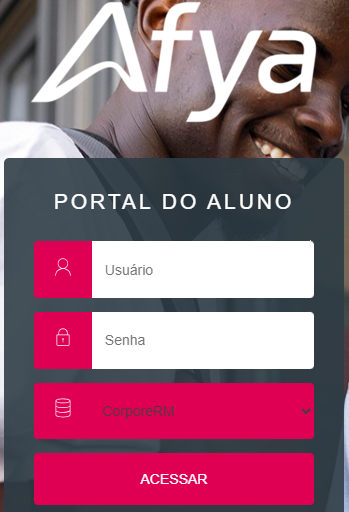 Afya
PORTAL DO ALUNO
Usuário
Senha
CorporeRM
ACESSAR